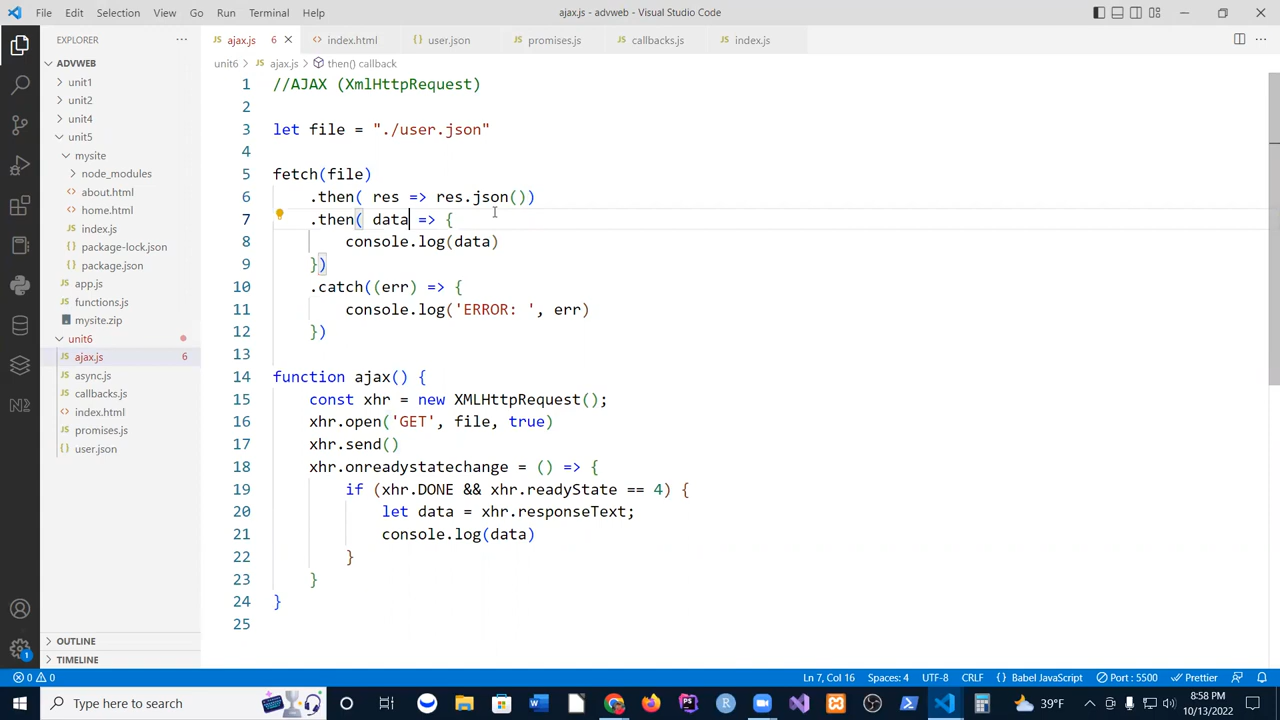 File Edit Selection View Go Run Terminal Help
ajax.js - advweb - Visual Studio Code
EXPLORER
ajax.js 6
index.html
user.json
promises.js
callbacks.js
index.js
ADVWEB
unit6 > ajax.js > then() callback
unit1
unit2
unit4
unit5
mysite
node_modules
about.html
home.html
index.js
package-lock.json
package.json
app.js
functions.js
mysite.zip
unit6
ajax.js 6
async.js
callbacks.js
index.html
promises.js
user.json
OUTLINE
TIMELINE
1 //AJAX (XmlHttpRequest)
2
3 let file = "./user.json"
4
5 fetch(file)
6 .then( res => res.json())
7 .then( data => {
8 console.log(data)
9 })
10 .catch((err) => {
11 console.log('ERROR: ', err)
12 })
13
14 function ajax() {
15 const xhr = new XMLHttpRequest();
16 xhr.open('GET', file, true)
17 xhr.send()
18 xhr.onreadystatechange = () => {
19 if (xhr.DONE && xhr.readyState == 4) {
20 let data = xhr.responseText;
21 console.log(data)
22 }
23 }
24 }
25
0 0 Ln 7, Col 16 Spaces: 4 UTF-8 CRLF {} Babel JavaScript Port : 5500 Prettier
Type here to search
39°F
8:58 PM
10/13/2022